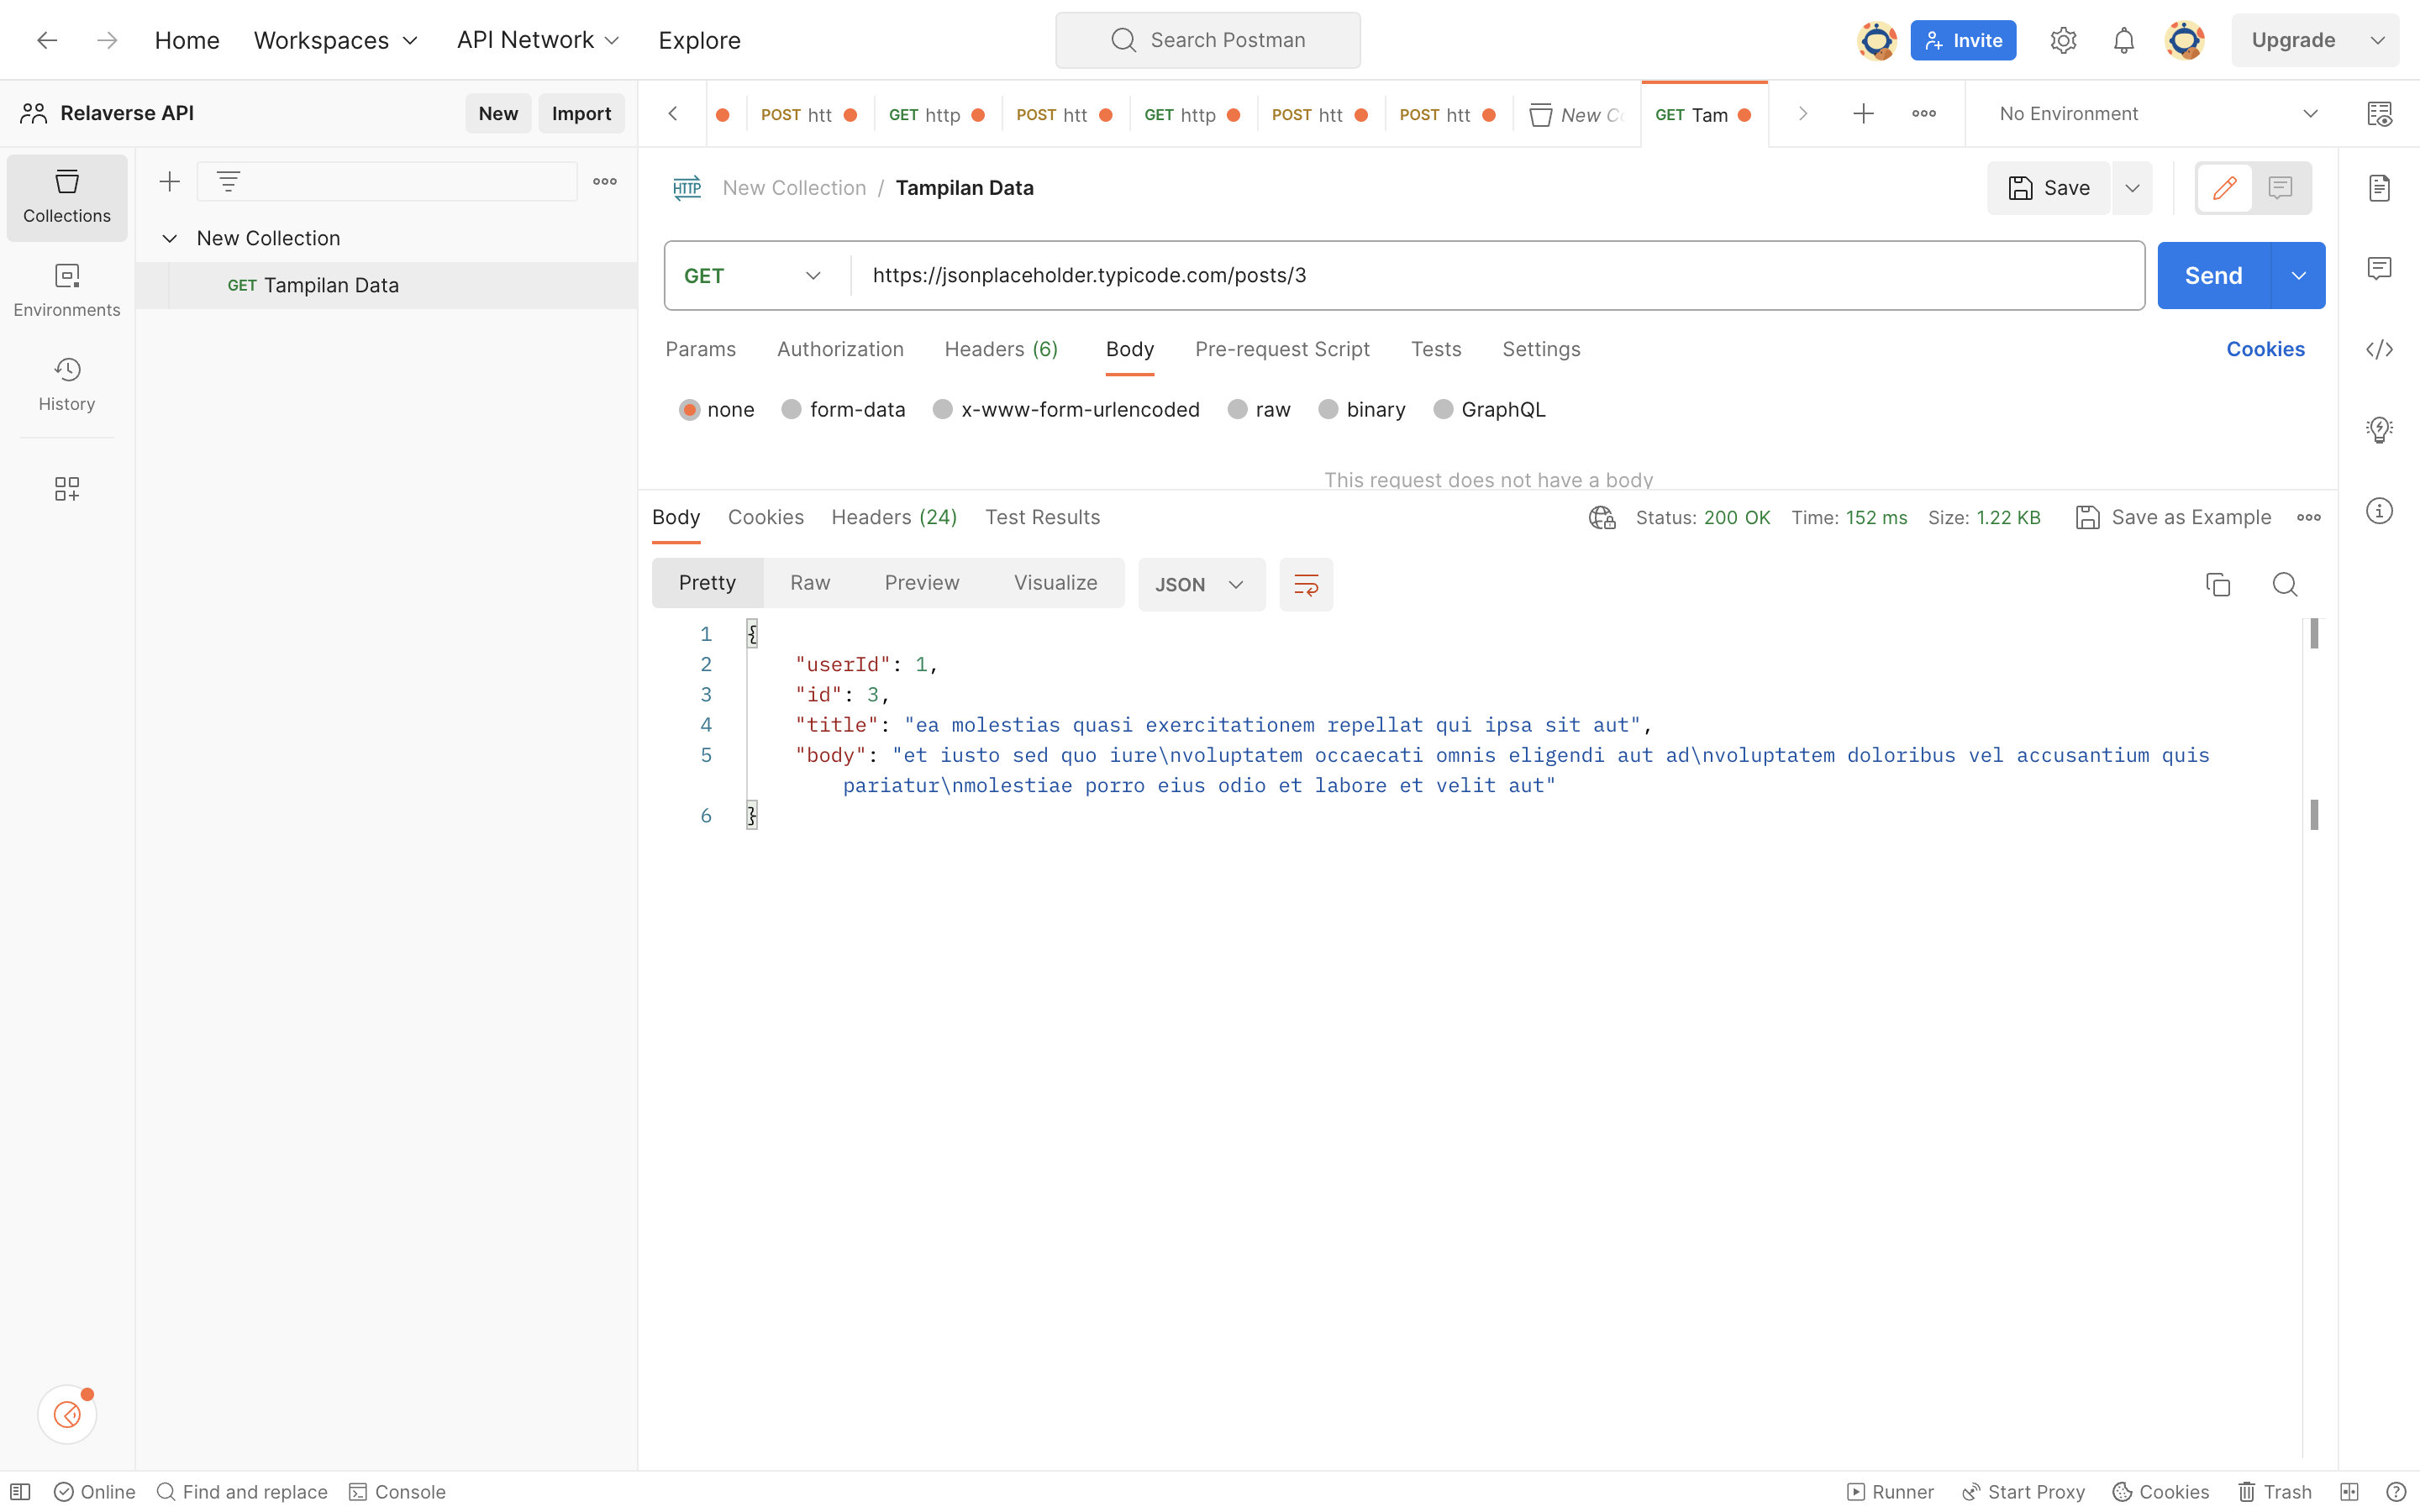 Home Workspaces API Network Explore Search Postman Invite Upgrade
Relaverse API New Import
POST htt GET http POST htt GET http POST htt POST htt New C GET Tam No Environment
Collections
Environments
History
New Collection
GET Tampilan Data
HTTP New Collection / Tampilan Data Save
GET https://jsonplaceholder.typicode.com/posts/3 Send
Params Authorization Headers (6) Body Pre-request Script Tests Settings Cookies
none form-data x-www-form-urlencoded raw binary GraphQL
This request does not have a body
Body Cookies Headers (24) Test Results Status: 200 OK Time: 152 ms Size: 1.22 KB Save as Example
Pretty Raw Preview Visualize JSON
1 {
2 "userId": 1,
3 "id": 3,
4 "title": "ea molestias quasi exercitationem repellat qui ipsa sit aut",
5 "body": "et iusto sed quo iure\nvoluptatem occaecati omnis eligendi aut ad\nvoluptatem doloribus vel accusantium quis
pariatur\nmolestiae porro eius odio et labore et velit aut"
6 }
Online Find and replace Console Runner Start Proxy Cookies Trash